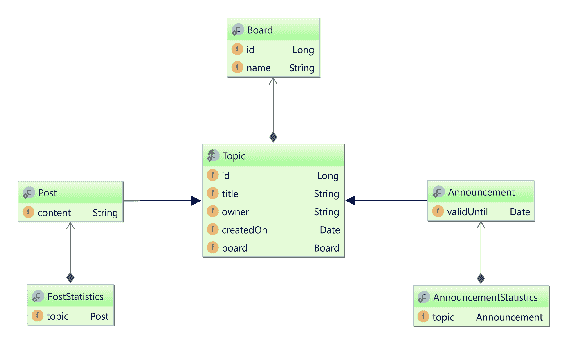 Board
id Long
name String
Topic
id Long
title String
owner String
createdOn Date
board Board
Post
content String
Announcement
validUntil Date
PostStatistics
topic Post
AnnouncementStatistics
topic Announcement